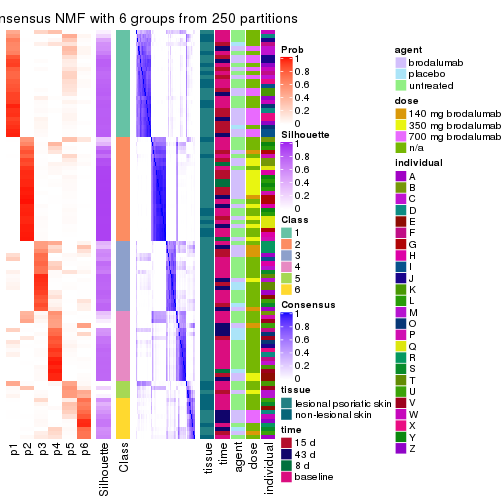 nsensus NMF with 6 groups from 250 partitions
Prob
1
0.8
0.6
0.4
0.2
0
Silhouette
1
0.8
0.6
0.4
0.2
0
Class
1
2
3
4
5
6
Consensus
1
0.8
0.6
0.4
0.2
0
tissue
lesional psoriatic skin
non-lesional skin
time
15 d
43 d
8 d
baseline
agent
brodalumab
placebo
untreated
dose
140 mg brodalumab
350 mg brodalumab
700 mg brodalumab
n/a
individual
A
B
C
D
E
F
G
H
I
J
K
L
M
O
P
Q
R
S
T
U
V
W
X
Y
Z
p1
p2
p3
p4
p5
p6
Silhouette
Class
tissue
time
agent
dose
individual